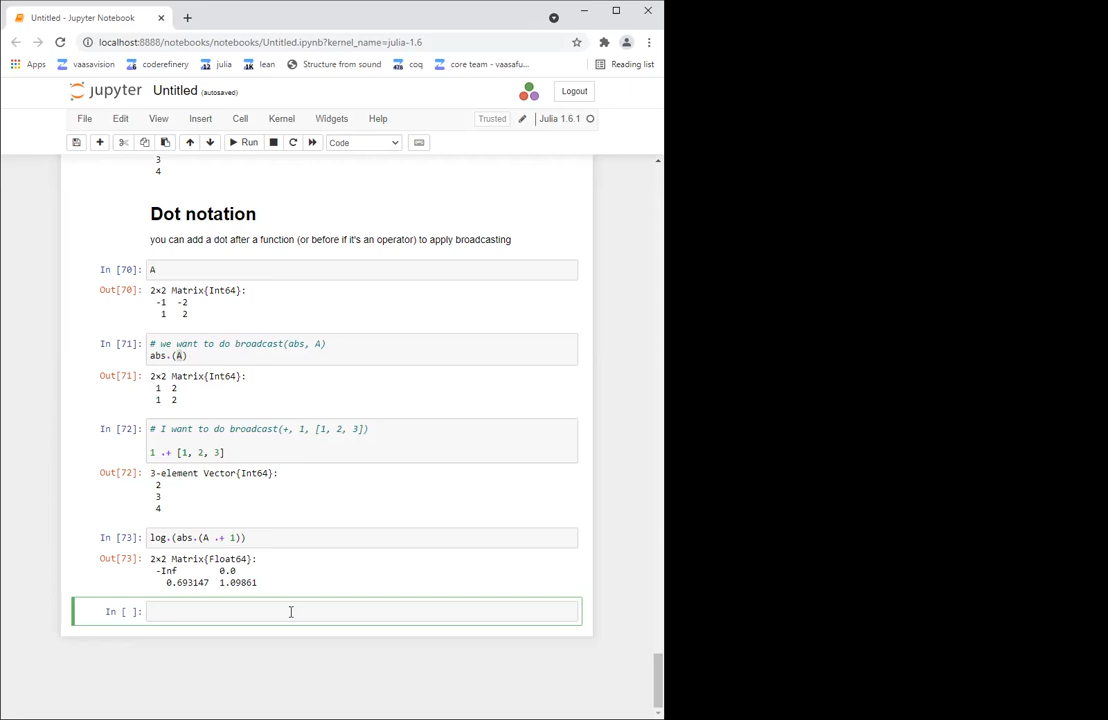 Untitled - Jupyter Notebook
localhost:8888/notebooks/notebooks/Untitled.ipynb?kernel_name=julia-1.6
Apps vaasavision coderefinery julia lean Structure from sound coq core team - vaasafu... Reading list
jupyter Untitled (autosaved) Logout
File Edit View Insert Cell Kernel Widgets Help Trusted Julia 1.6.1
Run Code
3
4
Dot notation
you can add a dot after a function (or before if it's an operator) to apply broadcasting
In [70]: A
Out[70]: 2×2 Matrix{Int64}:
-1 -2
1 2
In [71]: # we want to do broadcast(abs, A)
abs.(A)
Out[71]: 2×2 Matrix{Int64}:
1 2
1 2
In [72]: # I want to do broadcast(+, 1, [1, 2, 3])
1 .+ [1, 2, 3]
Out[72]: 3-element Vector{Int64}:
2
3
4
In [73]: log.(abs.(A .+ 1))
Out[73]: 2×2 Matrix{Float64}:
-Inf 0.0
0.693147 1.09861
In [ ]: